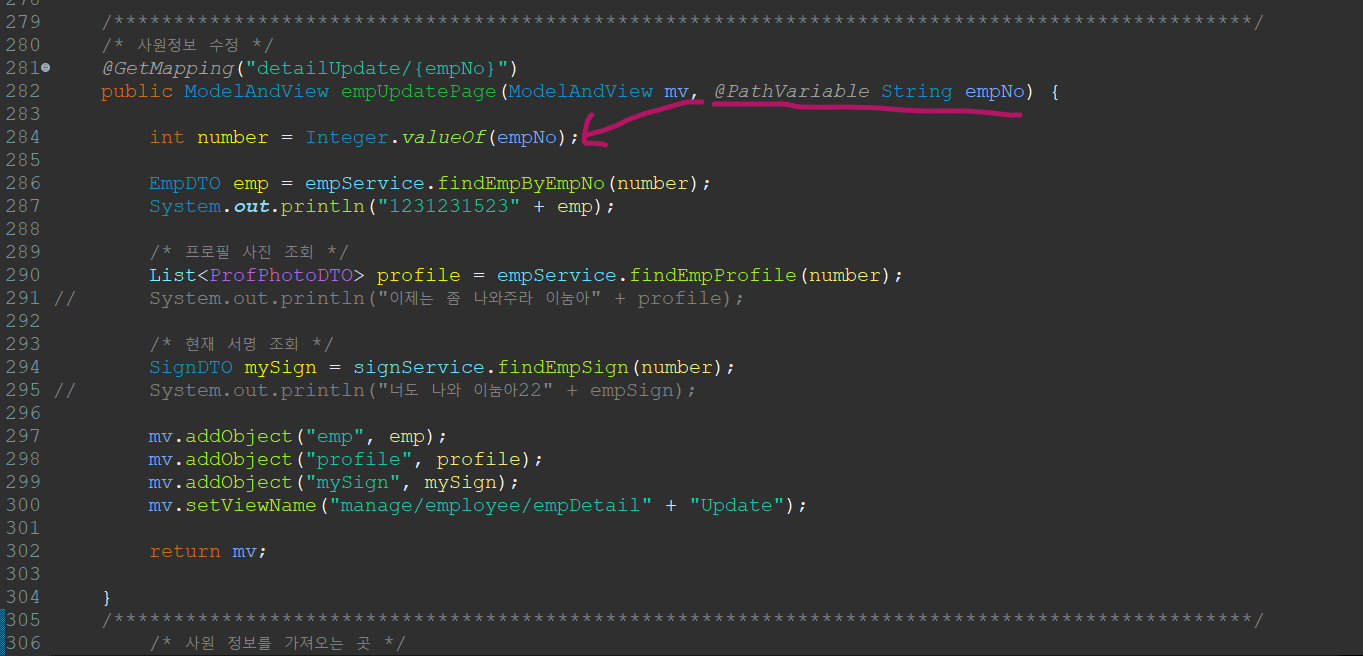 278
279 /***********************************************************************************************/
280 /* 사원정보 수정 */
281 @GetMapping("detailUpdate/{empNo}")
282 public ModelAndView empUpdatePage(ModelAndView mv, @PathVariable String empNo) {
283
284 int number = Integer.valueOf(empNo);
285
286 EmpDTO emp = empService.findEmpByEmpNo(number);
287 System.out.println("1231231523" + emp);
288
289 /* 프로필 사진 조회 */
290 List<ProfPhotoDTO> profile = empService.findEmpProfile(number);
291 // System.out.println("이제는 좀 나와주라 이눔아" + profile);
292
293 /* 현재 서명 조회 */
294 SignDTO mySign = signService.findEmpSign(number);
295 // System.out.println("너도 나와 이눔아22" + empSign);
296
297 mv.addObject("emp", emp);
298 mv.addObject("profile", profile);
299 mv.addObject("mySign", mySign);
300 mv.setViewName("manage/employee/empDetail" + "Update");
301
302 return mv;
303
304 }
305 /***********************************************************************************************/
306 /* 사원 정보를 가져오는 곳 */